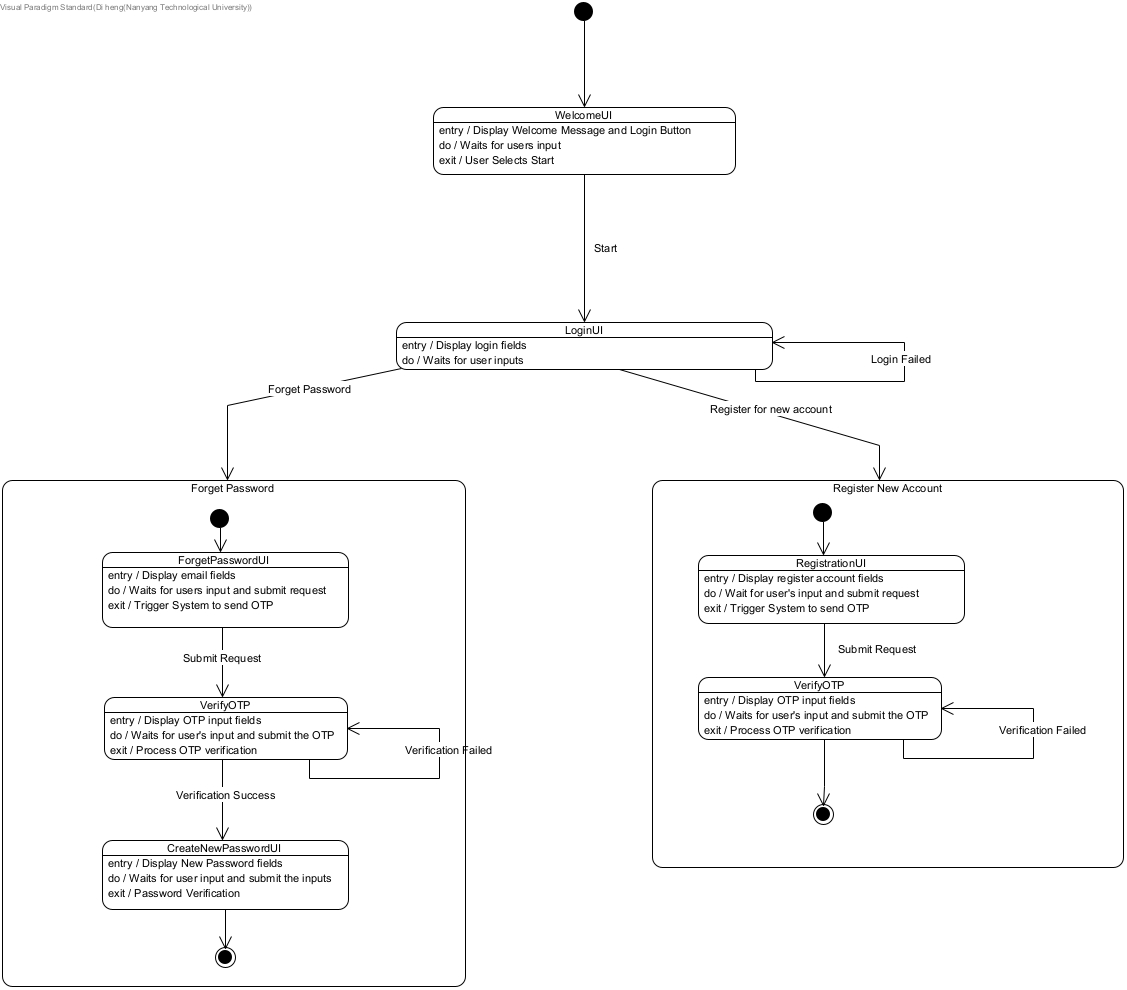 Visual Paradigm Standard(Di heng(Nanyang Technological University))
WelcomeUI
entry / Display Welcome Message and Login Button
do / Waits for users input
exit / User Selects Start
Start
LoginUI
entry / Display login fields
do / Waits for user inputs
Login Failed
Forget Password
Register for new account
Forget Password
ForgetPasswordUI
entry / Display email fields
do / Waits for users input and submit request
exit / Trigger System to send OTP
Submit Request
VerifyOTP
entry / Display OTP input fields
do / Waits for user's input and submit the OTP
exit / Process OTP verification
Verification Failed
Verification Success
CreateNewPasswordUI
entry / Display New Password fields
do / Waits for user input and submit the inputs
exit / Password Verification
Register New Account
RegistrationUI
entry / Display register account fields
do / Wait for user's input and submit request
exit / Trigger System to send OTP
Submit Request
VerifyOTP
entry / Display OTP input fields
do / Waits for user's input and submit the OTP
exit / Process OTP verification
Verification Failed